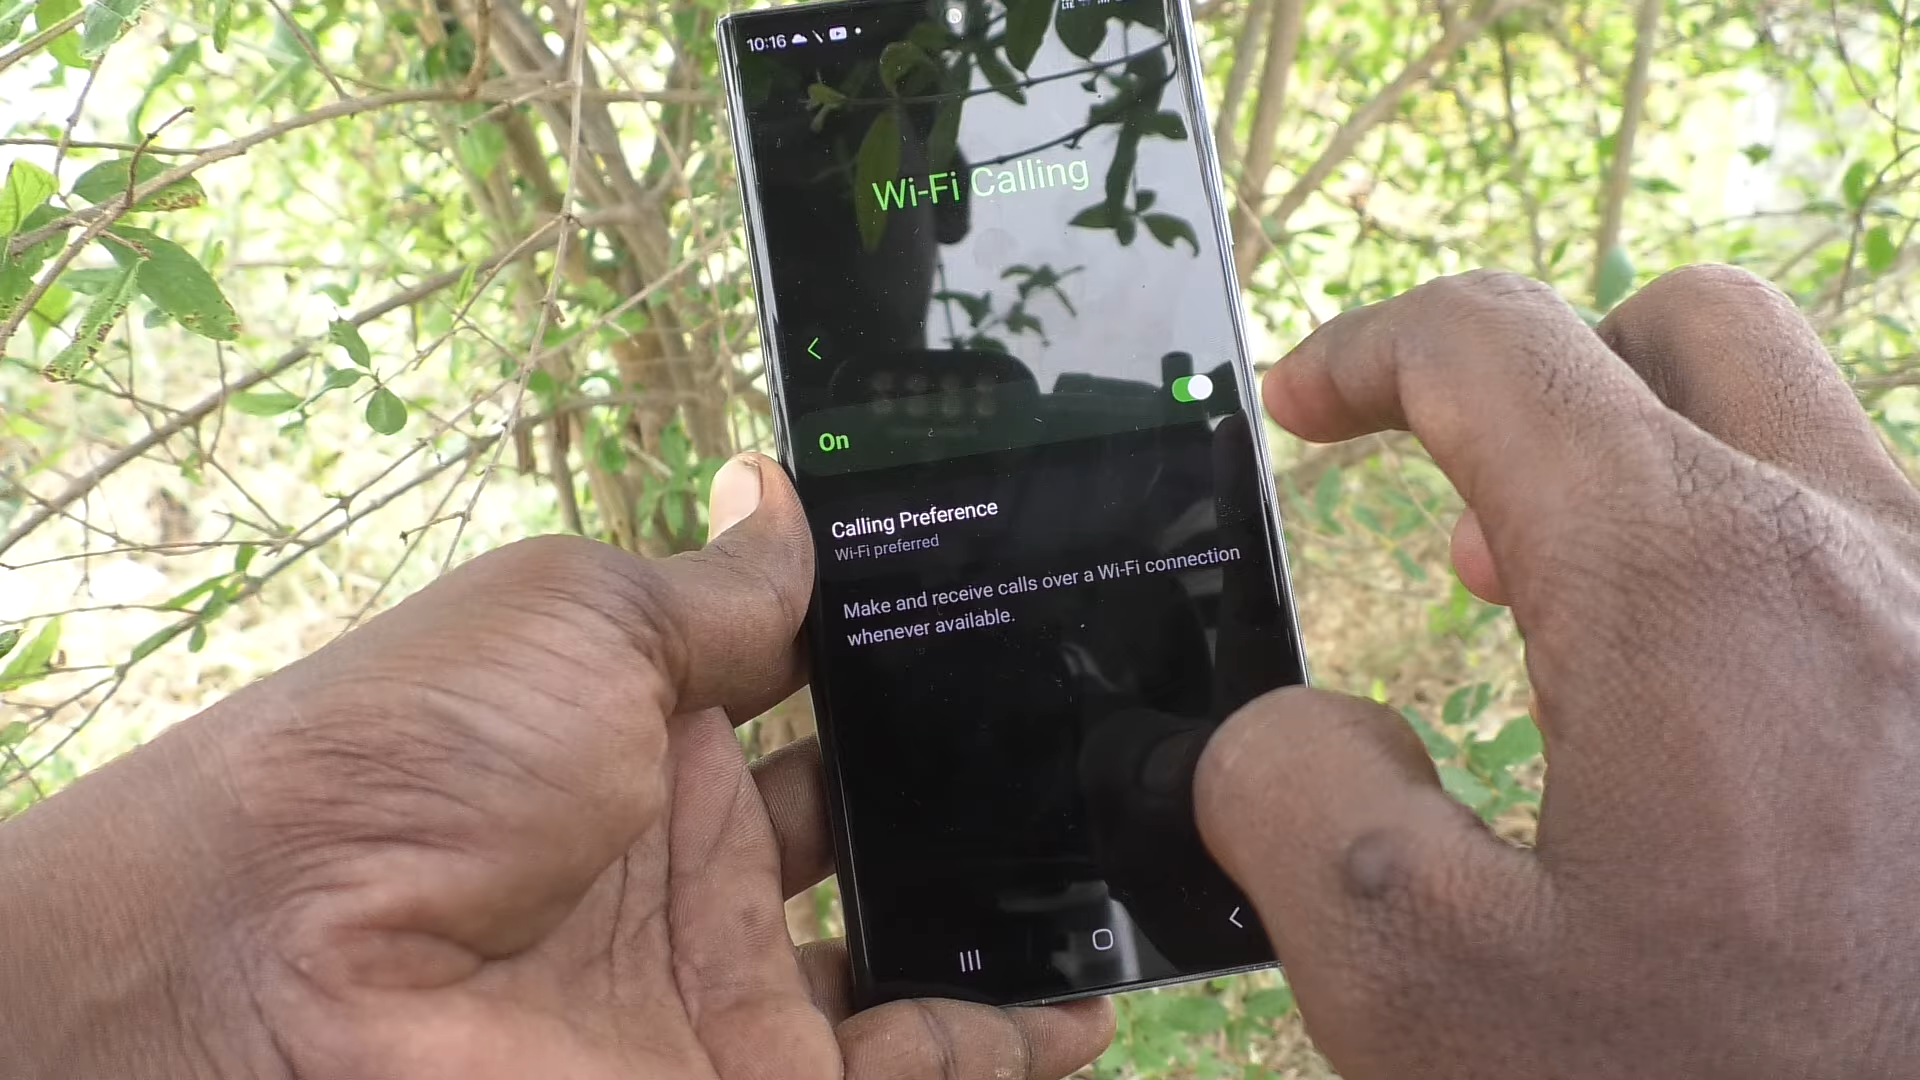 10:16
Wi-Fi Calling
On
Calling Preference
Wi-Fi preferred
Make and receive calls over a Wi-Fi connection
whenever available.